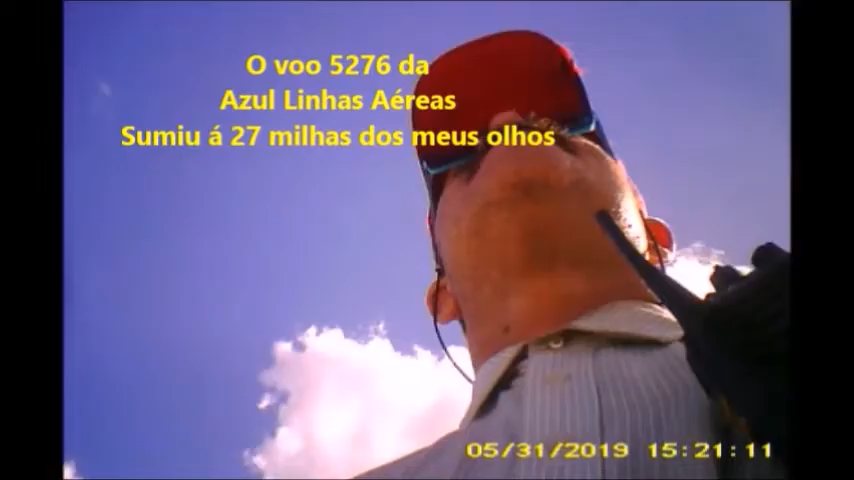 O voo 5276 da
Azul Linhas Aéreas
Sumiu á 27 milhas dos meus olhos
05/31/2019 15:21:11